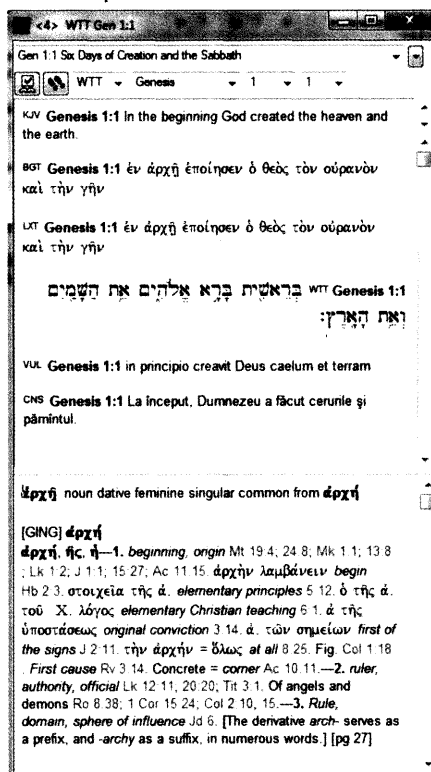 <4> WTT Gen 1:1
Gen 1:1 Six Days of Creation and the Sabbath
WTT Genesis 1 1
KJV Genesis 1:1 In the beginning God created the heaven and
the earth.
BGT Genesis 1:1 ἐν ἀρχῇ ἐποίησεν ὁ θεὸς τὸν οὐρανὸν
καὶ τὴν γῆν
LXT Genesis 1:1 ἐν ἀρχῇ ἐποίησεν ὁ θεὸς τὸν οὐρανὸν
καὶ τὴν γῆν
WTT Genesis 1:1 בְּרֵאשִׁ֖ית בָּרָ֣א אֱלֹהִ֑ים אֵ֥ת הַשָּׁמַ֖יִם
וְאֵ֥ת הָאָֽרֶץ׃
VUL Genesis 1:1 in principio creavit Deus caelum et terram
CNS Genesis 1:1 La început, Dumnezeu a făcut cerurile şi
pămîntul.
ἀρχῇ noun dative feminine singular common from ἀρχή
[GING] ἀρχή
ἀρχή, ῆς, ἡ—1. beginning, origin Mt 19:4; 24:8; Mk 1:1; 13:8
; Lk 1:2; J 1:1; 15:27; Ac 11:15. ἀρχὴν λαμβάνειν begin
Hb 2:3. στοιχεῖα τῆς ἀ. elementary principles 5:12. ὁ τῆς ἀ.
τοῦ Χ. λόγος elementary Christian teaching 6:1. ἀ. τῆς
ὑποστάσεως original conviction 3:14. ἀ. τῶν σημείων first of
the signs J 2:11. τὴν ἀρχήν = ὅλως at all 8:25. Fig. Col 1:18
. First cause Rv 3:14. Concrete = corner Ac 10:11.—2. ruler,
authority, official Lk 12:11; 20:20; Tit 3:1. Of angels and
demons Ro 8:38; 1 Cor 15:24; Col 2:10, 15.—3. Rule,
domain, sphere of influence Jd 6. [The derivative arch- serves as
a prefix, and -archy as a suffix, in numerous words.] [pg 27]